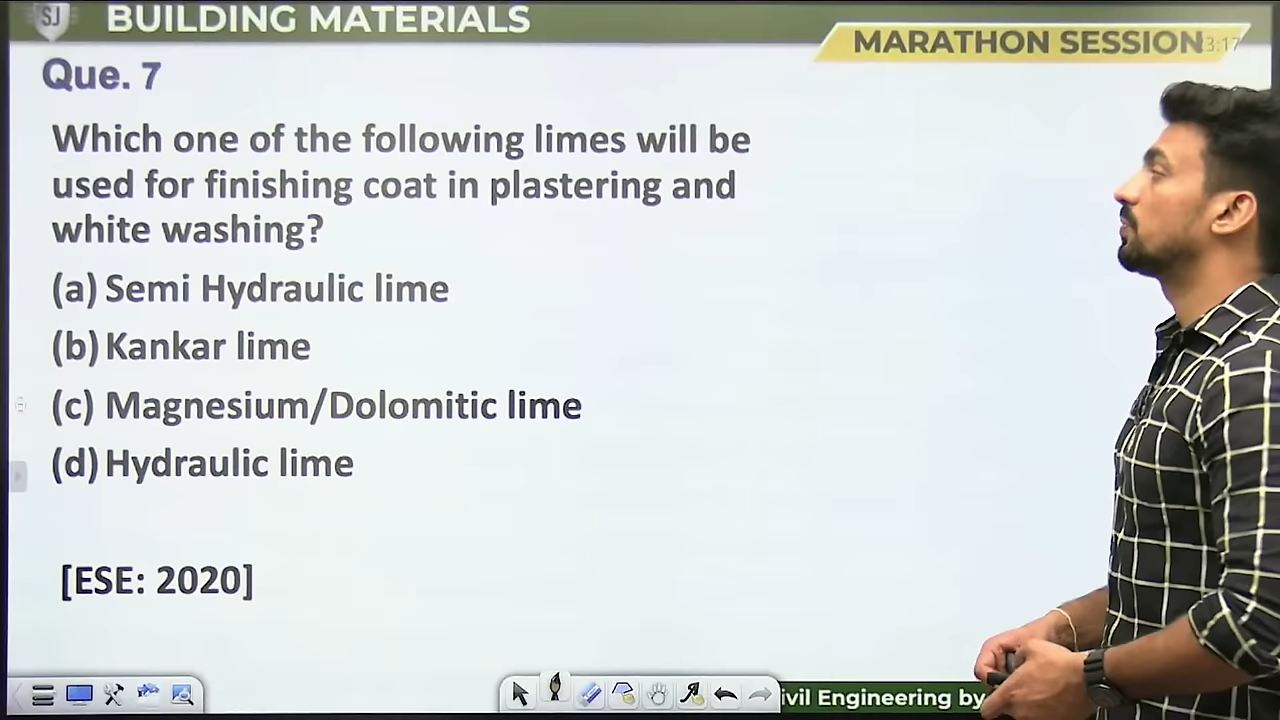 SJ
BUILDING MATERIALS
MARATHON SESSION
3:17
Que. 7
Which one of the following limes will be
used for finishing coat in plastering and
white washing?
(a) Semi Hydraulic lime
(b) Kankar lime
(c) Magnesium/Dolomitic lime
(d) Hydraulic lime
[ESE: 2020]
ivil Engineering by